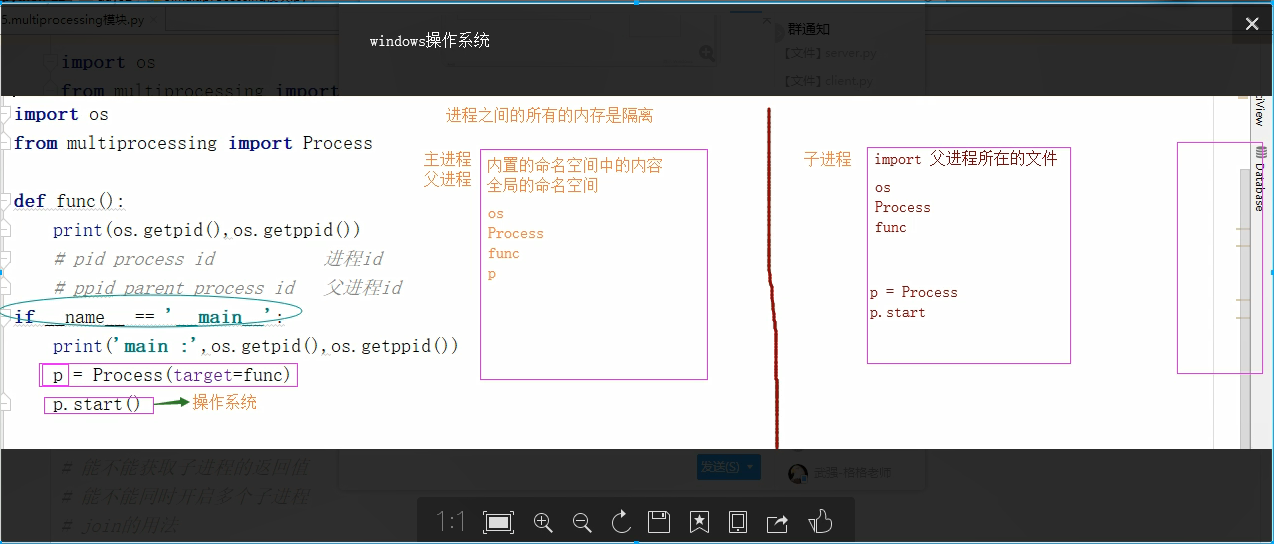 5.multiprocessing模块.py
windows操作系统
群通知
【文件】server.py
【文件】client.py
import os
from multiprocessing import
import os
from multiprocessing import Process
def func():
print(os.getpid(),os.getppid())
# pid process id 进程id
# ppid parent process id 父进程id
if __name__ == '__main__':
print('main :',os.getpid(),os.getppid())
p = Process(target=func)
p.start() 操作系统
进程之间的所有的内存是隔离
主进程
父进程
内置的命名空间中的内容
全局的命名空间
os
Process
func
p
子进程
import 父进程所在的文件
os
Process
func
p = Process
p.start
ciView
Database
# 能不能获取子进程的返回值
# 能不能同时开启多个子进程
# join的用法
发送(S)
1:1